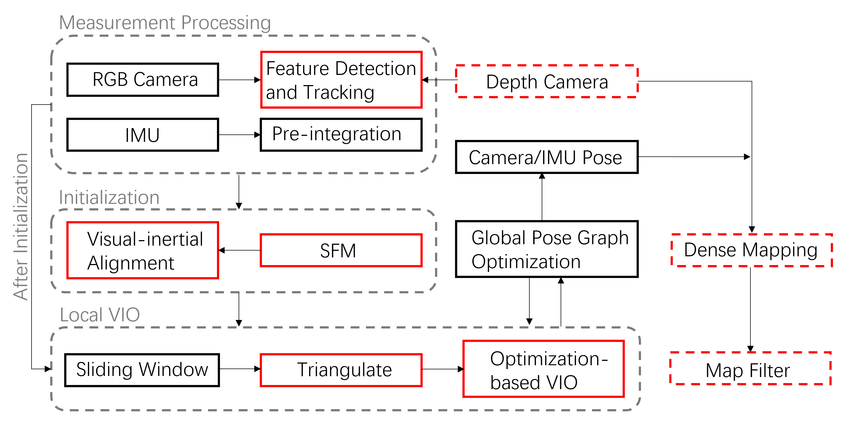 Measurement Processing
RGB Camera
Feature Detection
and Tracking
Depth Camera
IMU
Pre-integration
Camera/IMU Pose
After Initialization
Initialization
Visual-inertial
Alignment
SFM
Global Pose Graph
Optimization
Dense Mapping
Local VIO
Sliding Window
Triangulate
Optimization-
based VIO
Map Filter